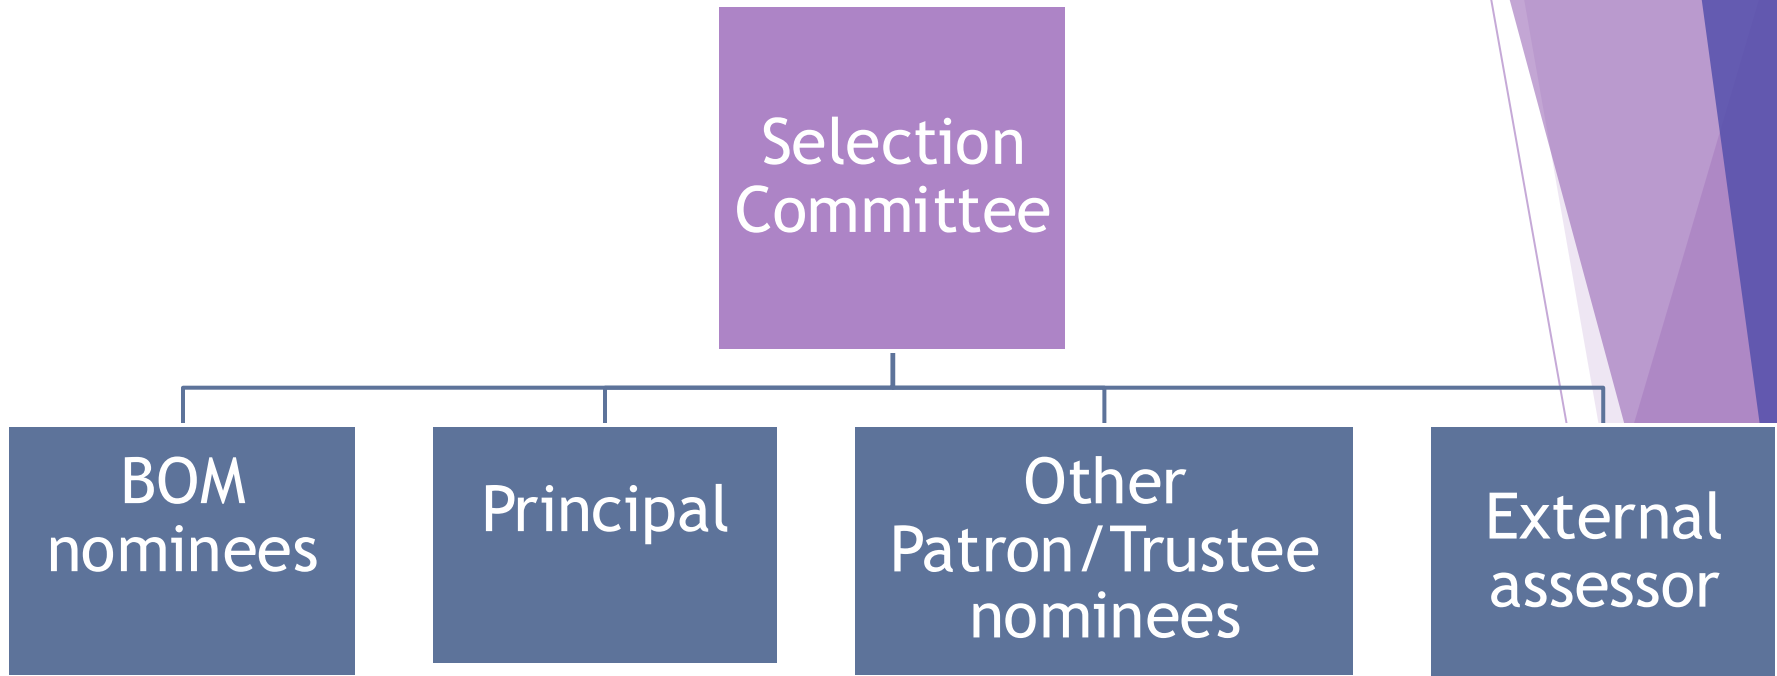 Selection
Committee
BOM
nominees
Principal
Other
Patron/Trustee
nominees
External
assessor